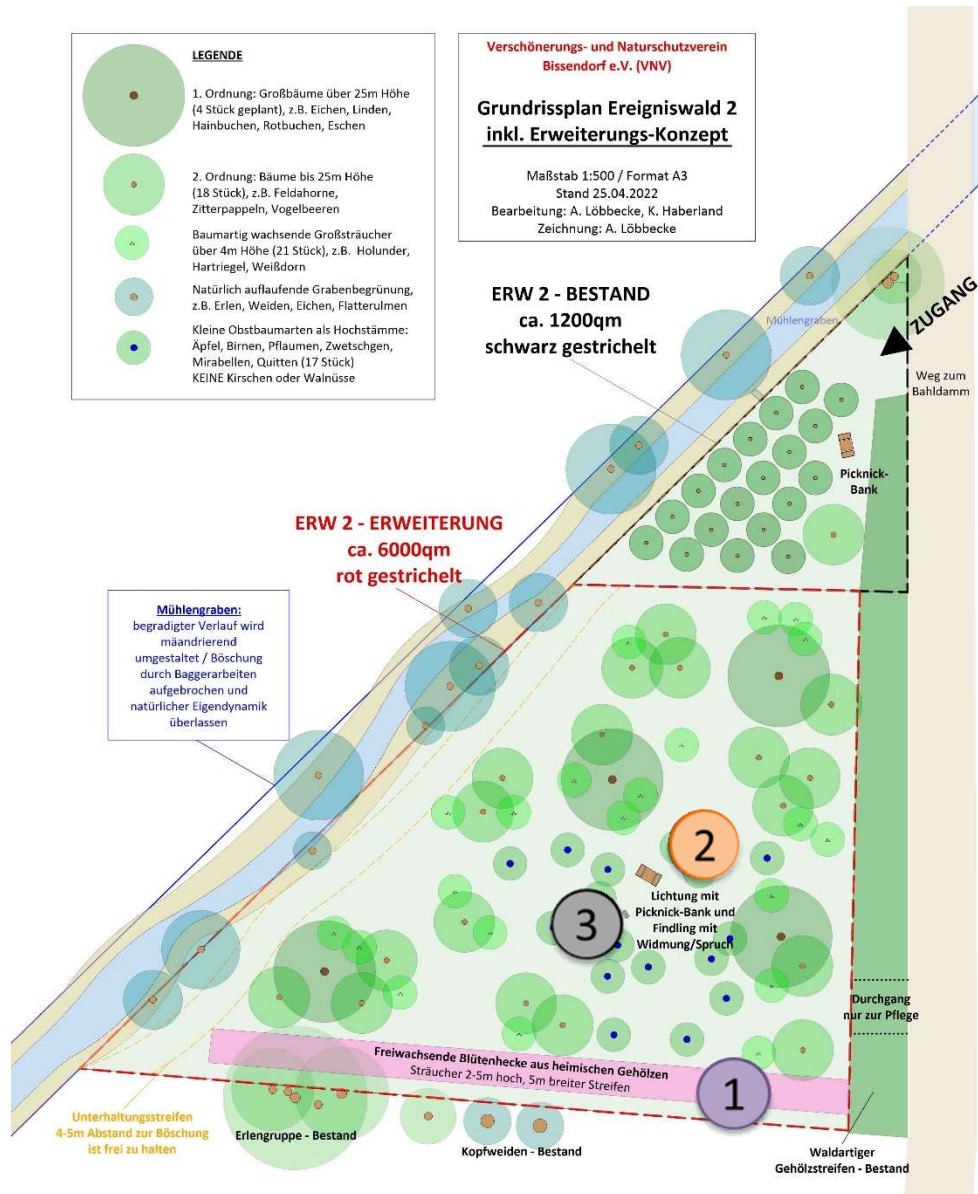 LEGENDE
1. Ordnung: Großbäume über 25m Höhe
(4 Stück geplant), z.B. Eichen, Linden,
Hainbuchen, Rotbuchen, Eschen
2. Ordnung: Bäume bis 25m Höhe
(18 Stück), z.B. Feldahorne,
Zitterpappeln, Vogelbeeren
Baumartig wachsende Großsträucher
über 4m Höhe (21 Stück), z.B. Holunder,
Hartriegel, Weißdorn
Natürlich auflaufende Grabenbegrünung,
z.B. Erlen, Weiden, Eichen, Flatterulmen
Kleine Obstbaumarten als Hochstämme:
Äpfel, Birnen, Pflaumen, Zwetschgen,
Mirabellen, Quitten (17 Stück)
KEINE Kirschen oder Walnüsse
Verschönerungs- und Naturschutzverein
Bissendorf e.V. (VNV)
Grundrissplan Ereigniswald 2
inkl. Erweiterungs-Konzept
Maßstab 1:500 / Format A3
Stand 25.04.2022
Bearbeitung: A. Löbbecke, K. Haberland
Zeichnung: A. Löbbecke
ERW 2 - BESTAND
ca. 1200qm
schwarz gestrichelt
Mühlengraben
ZUGANG
Weg zum
Bahldamm
Picknick-
Bank
ERW 2 - ERWEITERUNG
ca. 6000qm
rot gestrichelt
Mühlengraben:
begradigter Verlauf wird
mäandrierend
umgestaltet / Böschung
durch Baggerarbeiten
aufgebrochen und
natürlicher Eigendynamik
überlassen
2
3
Lichtung mit
Picknick-Bank und
Findling mit
Widmung/Spruch
Durchgang
nur zur Pflege
Freiwachsende Blütenhecke aus heimischen Gehölzen
Sträucher 2-5m hoch, 5m breiter Streifen
1
Unterhaltungsstreifen
4-5m Abstand zur Böschung
ist frei zu halten
Erlengruppe - Bestand
Kopfweiden - Bestand
Waldartiger
Gehölzstreifen - Bestand